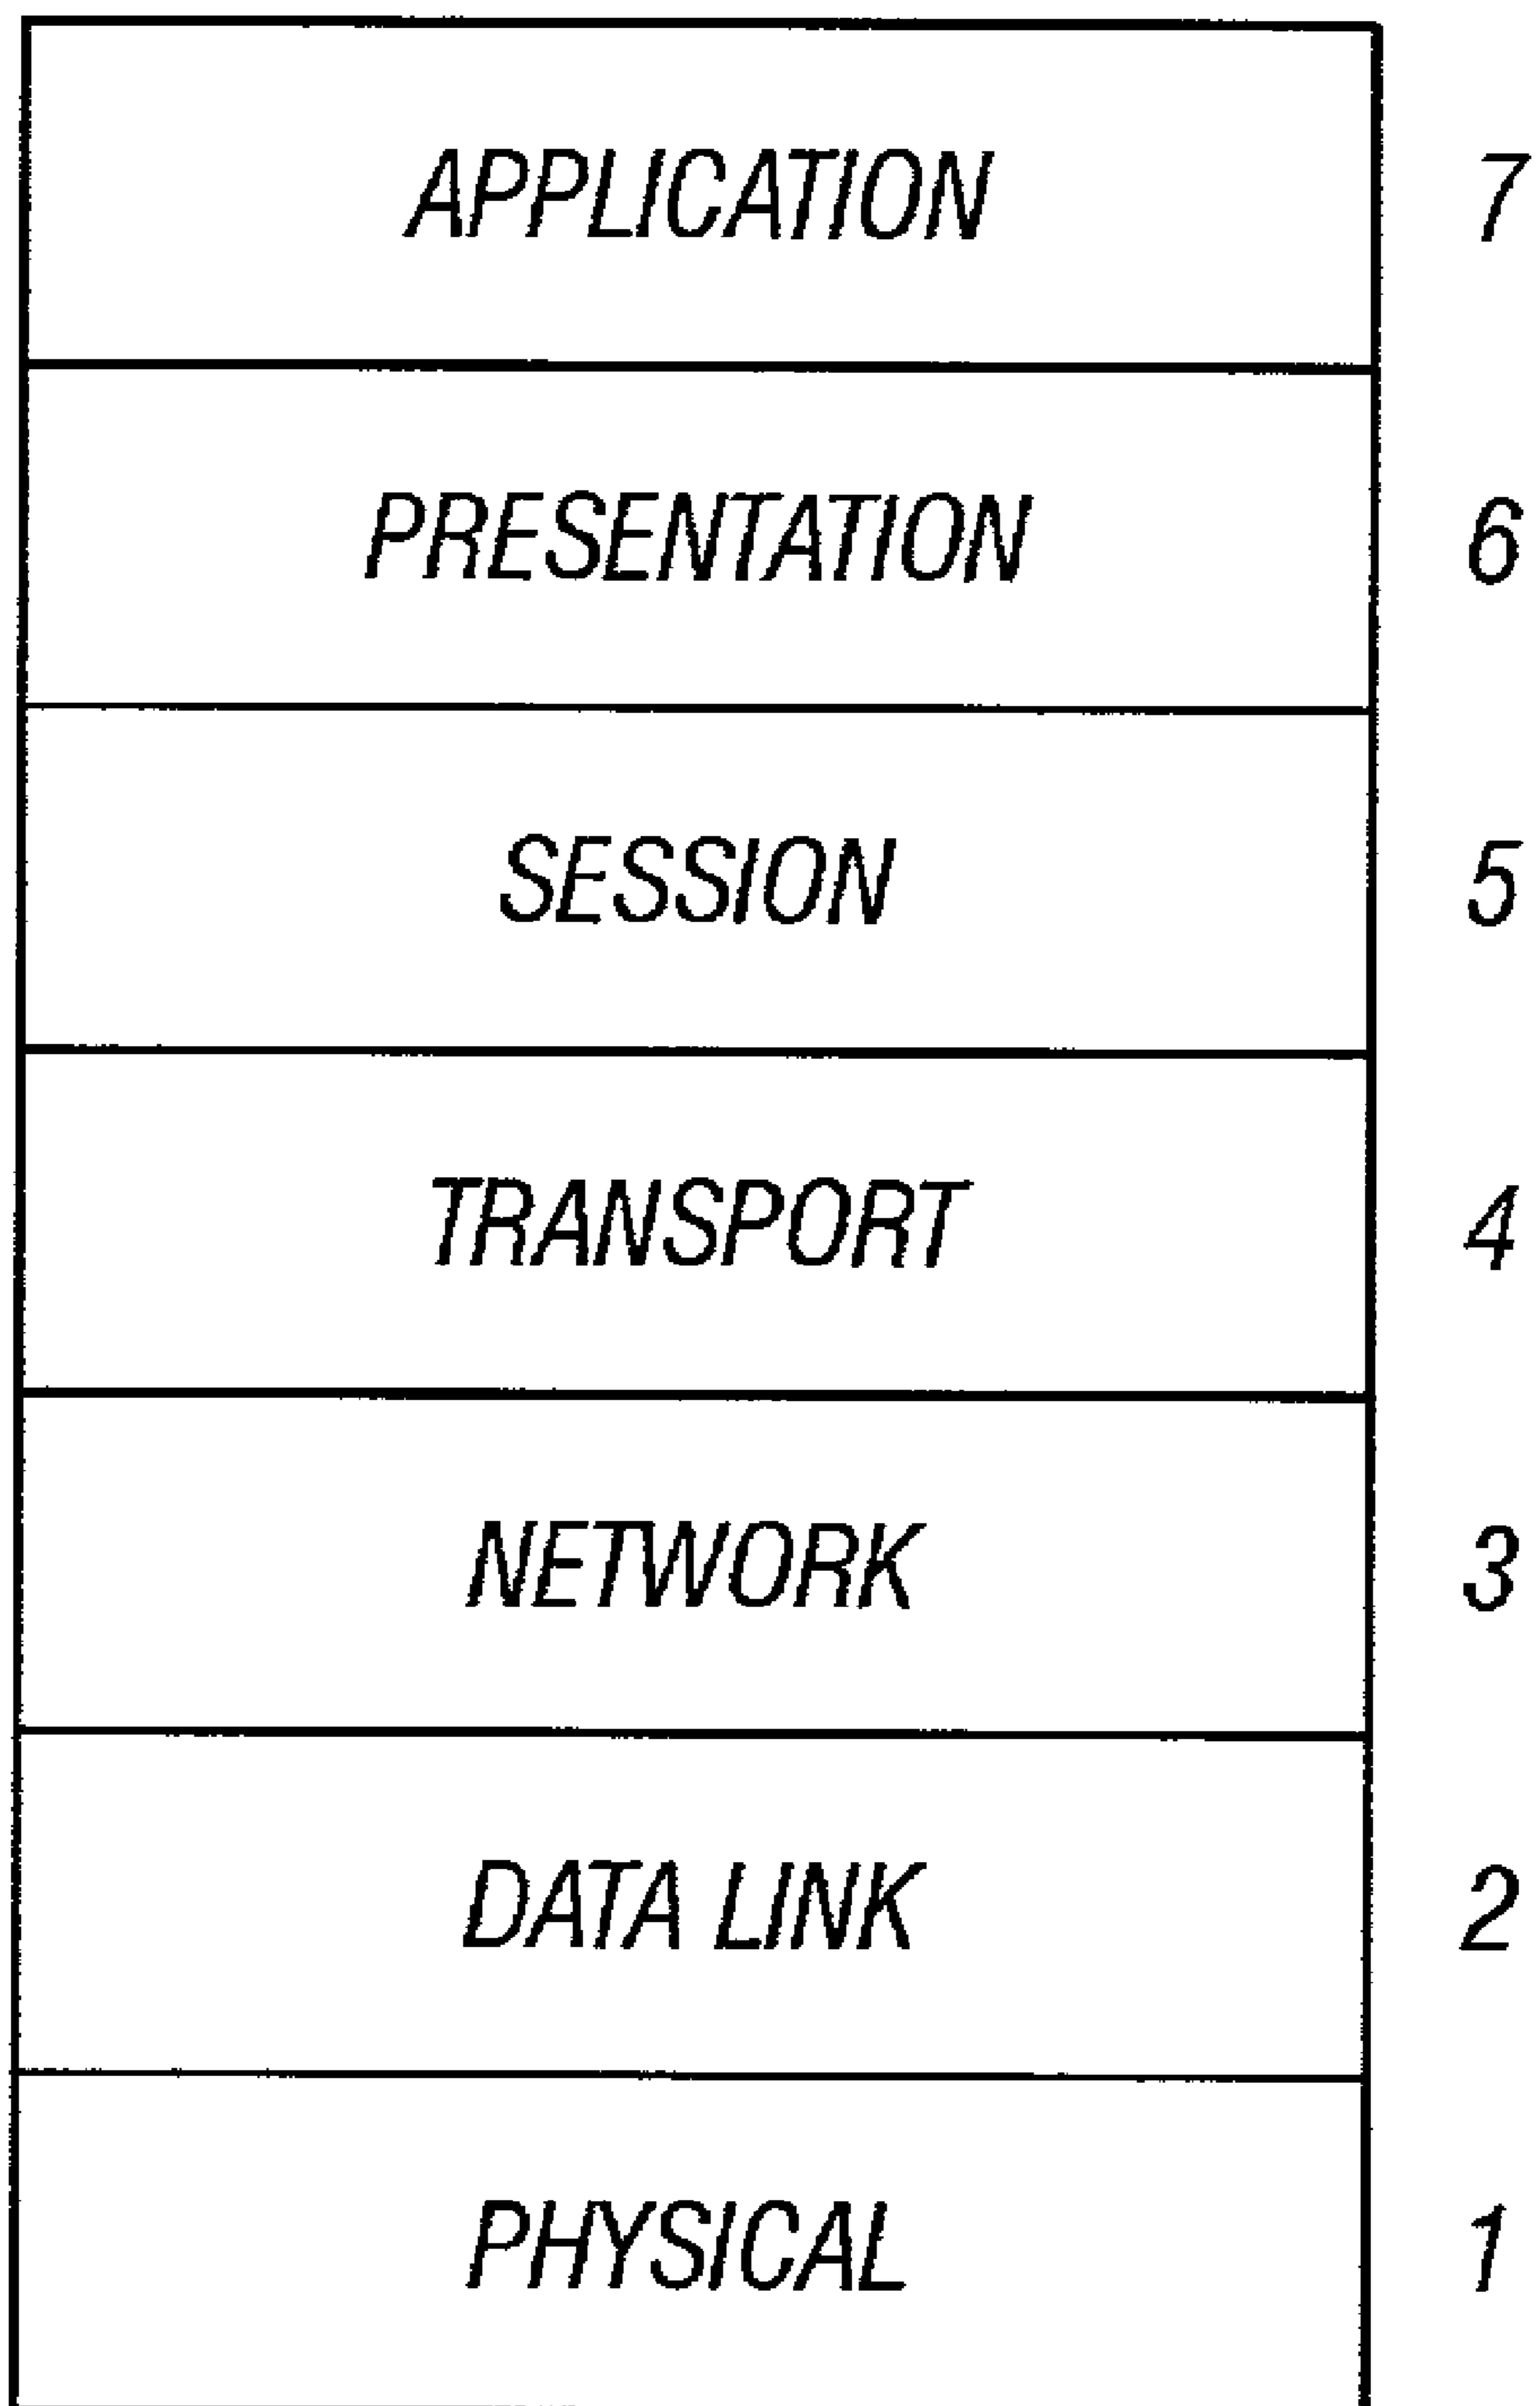 APPLICATION 7
PRESENTATION 6
SESSION 5
TRANSPORT 4
NETWORK 3
DATA LINK 2
PHYSICAL 1